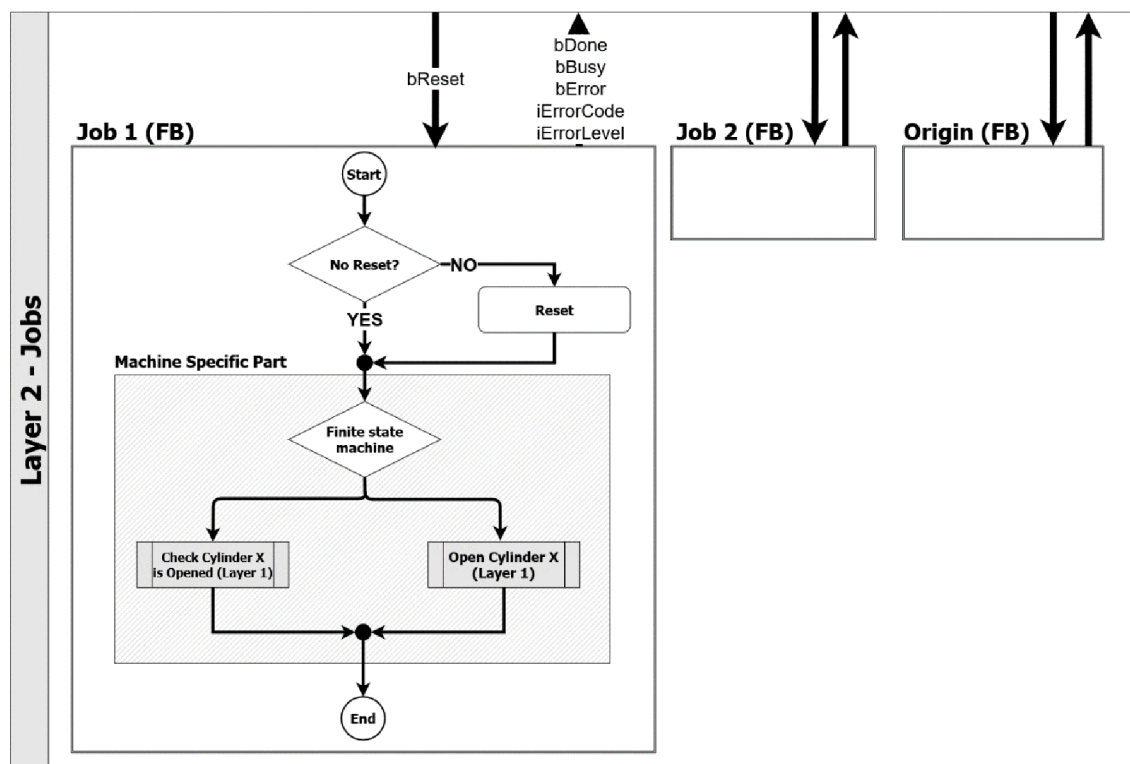 Layer 2 - Jobs
bReset
bDone
bBusy
bError
iErrorCode
iErrorLevel
Job 1 (FB)
Job 2 (FB)
Origin (FB)
Start
No Reset?
NO
YES
Reset
Machine Specific Part
Finite state
machine
Check Cylinder X
is Opened (Layer 1)
Open Cylinder X
(Layer 1)
End